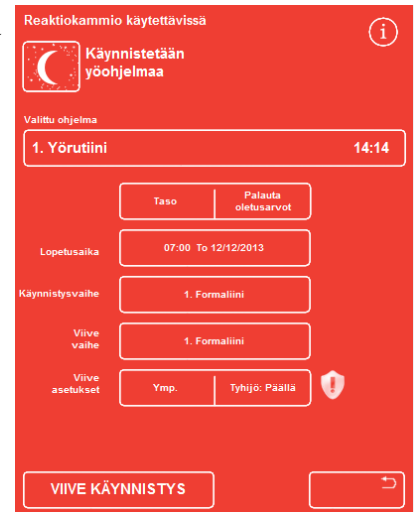 Reaktiokammio käytettävissä
i
Käynnistetään
yöohjelmaa
Valittu ohjelma
1. Yörutiini 14:14
Taso Palauta
oletusarvot
Lopetusaika 07:00 To 12/12/2013
Käynnistysvaihe 1. Formaliini
Viive
vaihe 1. Formaliini
Viive
asetukset Ymp. Tyhijö: Päällä
!
VIIVE KÄYNNISTYS